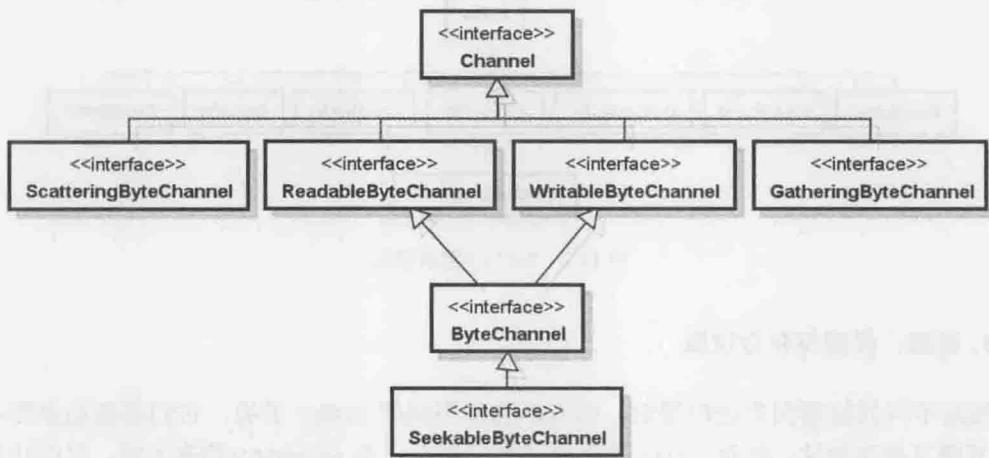 <<interface>>
Channel
<<interface>>
ScatteringByteChannel
<<interface>>
ReadableByteChannel
<<interface>>
WritableByteChannel
<<interface>>
GatheringByteChannel
<<interface>>
ByteChannel
<<interface>>
SeekableByteChannel